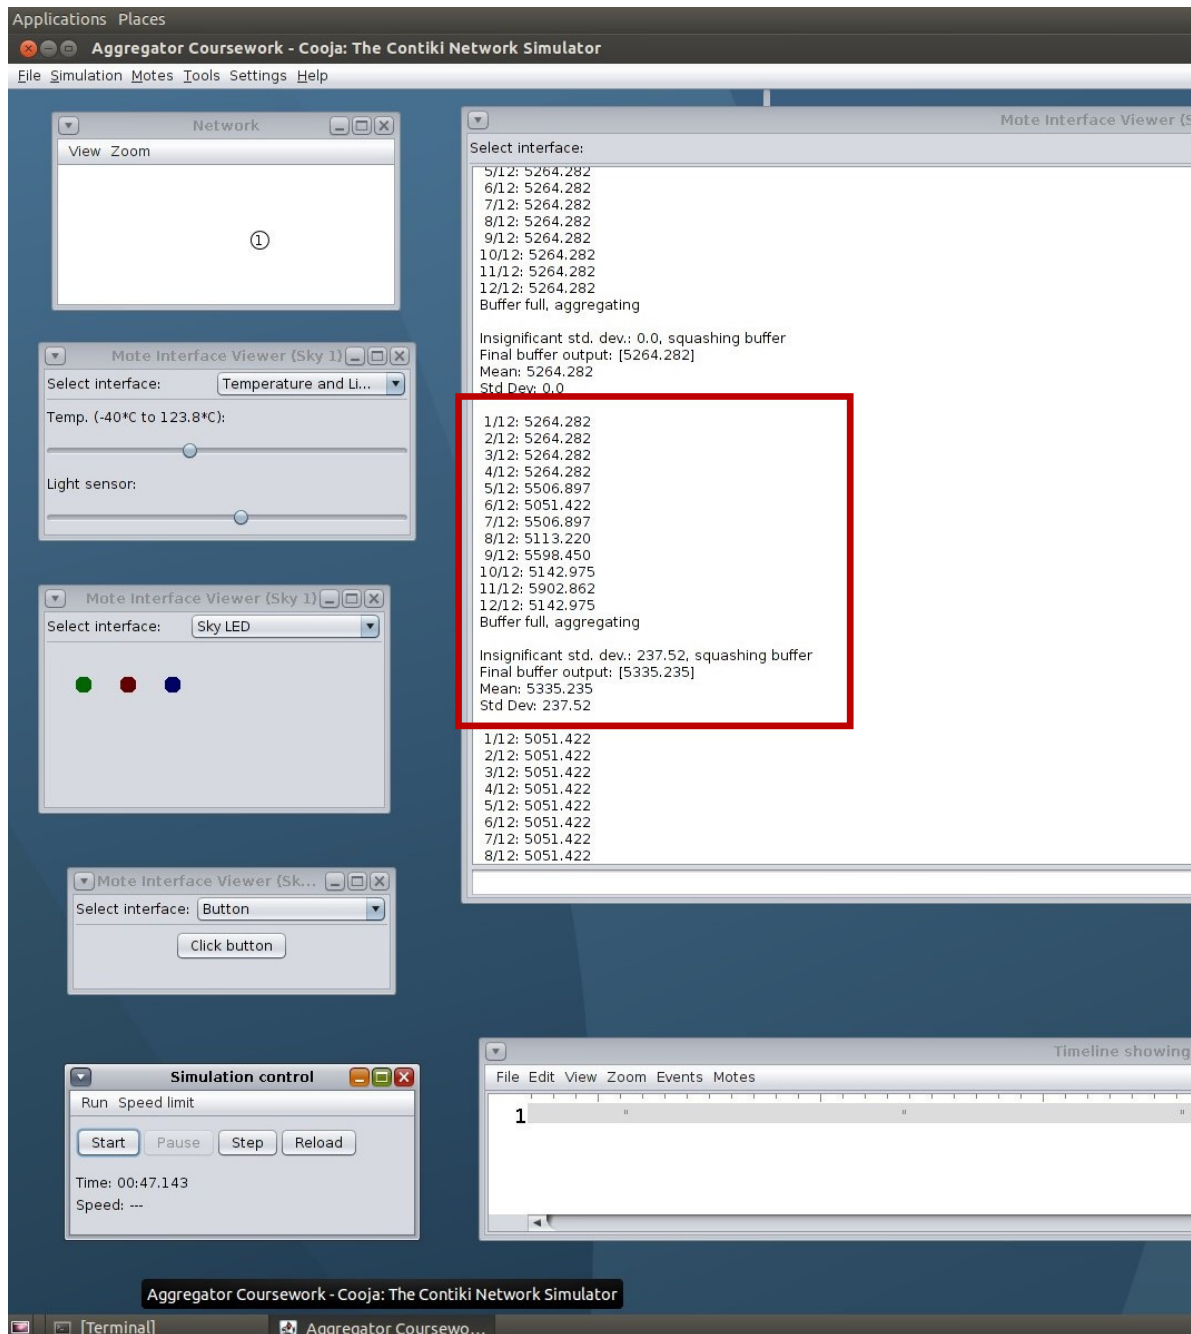 Applications Places
Aggregator Coursework - Cooja: The Contiki Network Simulator
File Simulation Motes Tools Settings Help
Network
View Zoom
1
Mote Interface Viewer (Sky 1)
Select interface: Temperature and Li...
Temp. (-40*C to 123.8*C):
Light sensor:
Mote Interface Viewer (Sky 1)
Select interface: Sky LED
Mote Interface Viewer (Sk...
Select interface: Button
Click button
Simulation control
Run Speed limit
Start Pause Step Reload
Time: 00:47.143
Speed: ---
Mote Interface Viewer (S
Select interface:
5/12: 5264.282
6/12: 5264.282
7/12: 5264.282
8/12: 5264.282
9/12: 5264.282
10/12: 5264.282
11/12: 5264.282
12/12: 5264.282
Buffer full, aggregating
Insignificant std. dev.: 0.0, squashing buffer
Final buffer output: [5264.282]
Mean: 5264.282
Std Dev: 0.0
1/12: 5264.282
2/12: 5264.282
3/12: 5264.282
4/12: 5264.282
5/12: 5506.897
6/12: 5051.422
7/12: 5506.897
8/12: 5113.220
9/12: 5598.450
10/12: 5142.975
11/12: 5902.862
12/12: 5142.975
Buffer full, aggregating
Insignificant std. dev.: 237.52, squashing buffer
Final buffer output: [5335.235]
Mean: 5335.235
Std Dev: 237.52
1/12: 5051.422
2/12: 5051.422
3/12: 5051.422
4/12: 5051.422
5/12: 5051.422
6/12: 5051.422
7/12: 5051.422
8/12: 5051.422
Timeline showing
File Edit View Zoom Events Motes
1
Aggregator Coursework - Cooja: The Contiki Network Simulator
[Terminal]
Aggregator Coursewo...